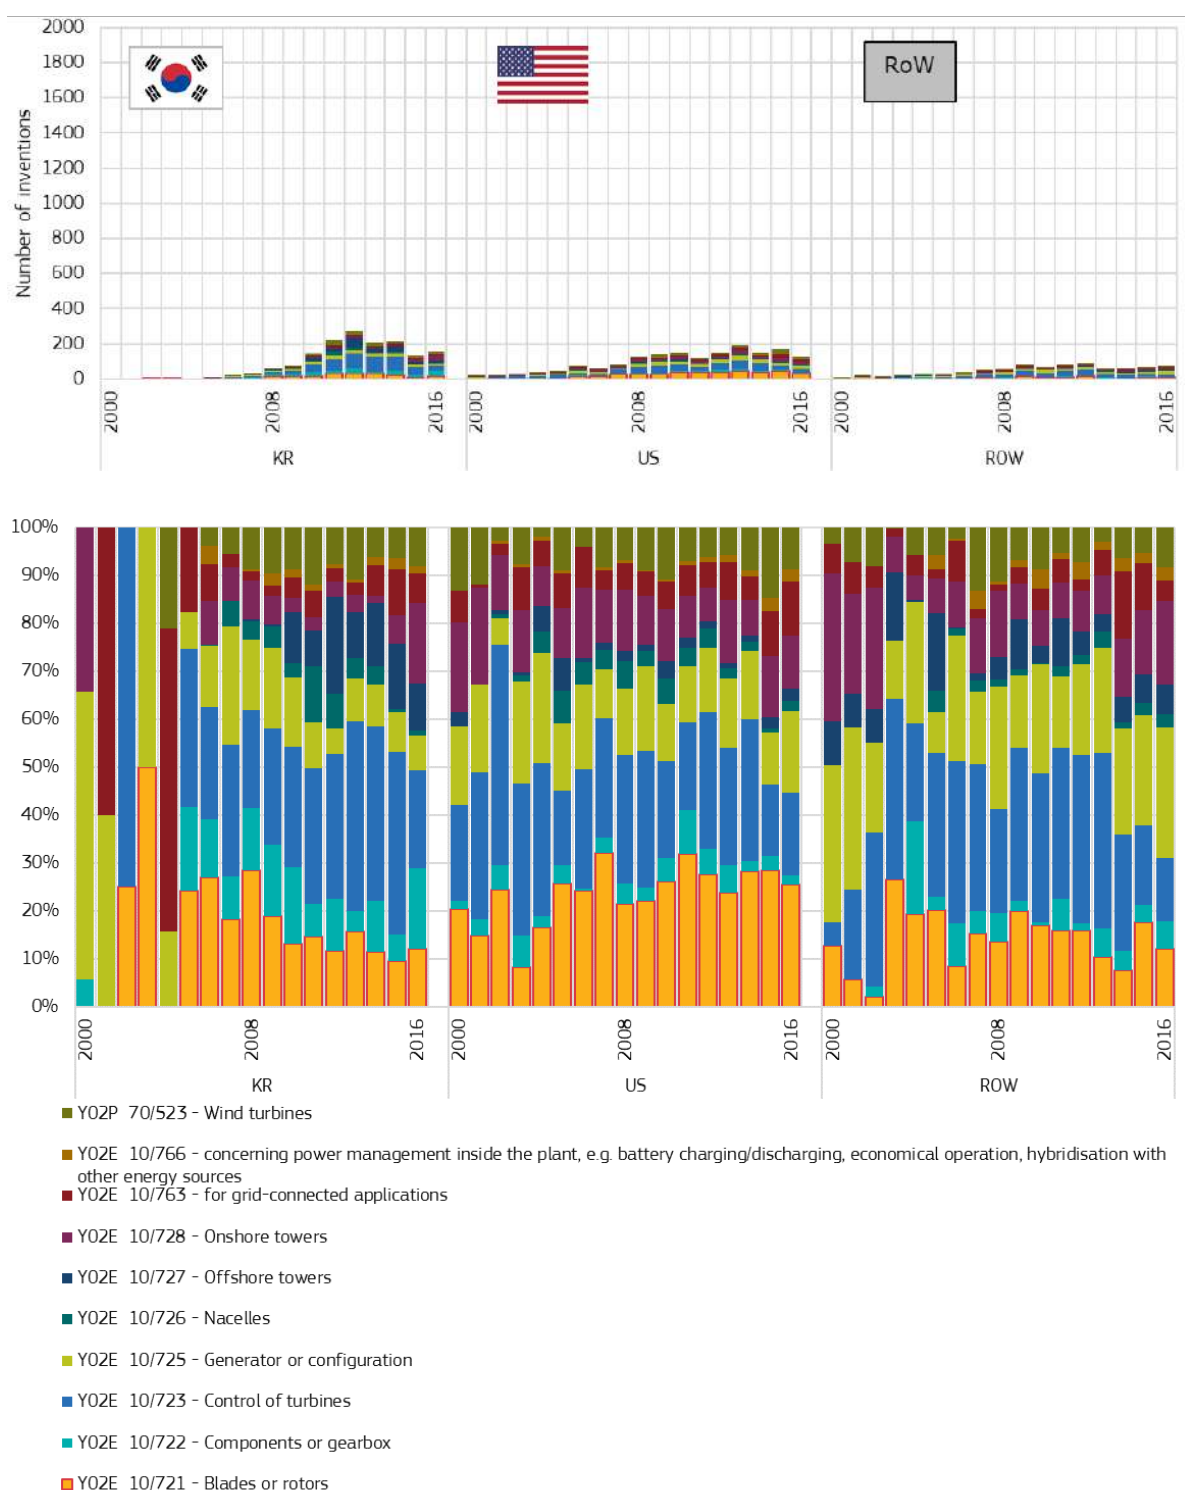 2000
1800
1600
1400
1200
1000
800
600
400
200
0
Number of inventions
RoW
2000 2008 2016 2000 2008 2016 2000 2008 2016
KR US ROW
100%
90%
80%
70%
60%
50%
40%
30%
20%
10%
0%
2000 2008 2016 2000 2008 2016 2000 2008 2016
KR US ROW
Y02P 70/523 - Wind turbines
Y02E 10/766 - concerning power management inside the plant, e.g. battery charging/discharging, economical operation, hybridisation with
other energy sources
Y02E 10/763 - for grid-connected applications
Y02E 10/728 - Onshore towers
Y02E 10/727 - Offshore towers
Y02E 10/726 - Nacelles
Y02E 10/725 - Generator or configuration
Y02E 10/723 - Control of turbines
Y02E 10/722 - Components or gearbox
Y02E 10/721 - Blades or rotors